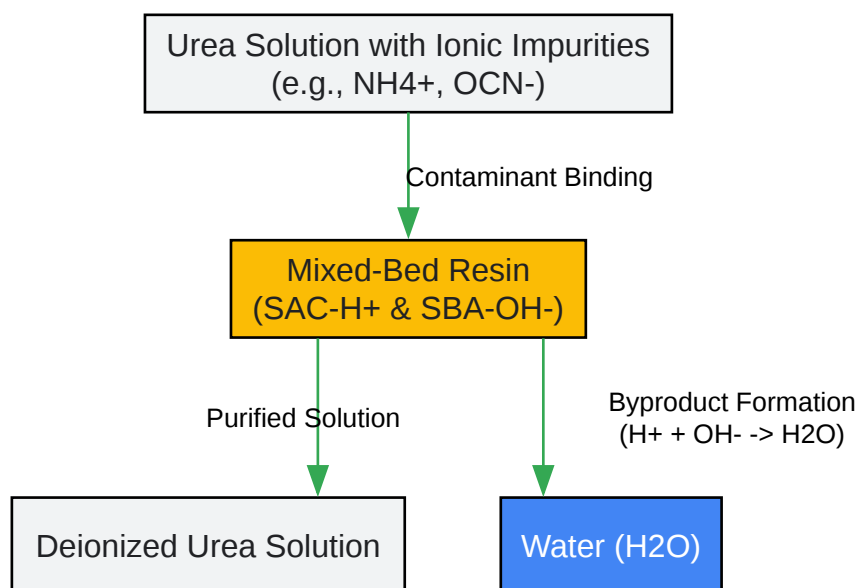 Urea Solution with Ionic Impurities
(e.g., NH4+, OCN-)
Contaminant Binding
Mixed-Bed Resin
(SAC-H+ & SBA-OH-)
Purified Solution
Byproduct Formation
(H+ + OH- -> H2O)
Deionized Urea Solution
Water (H2O)